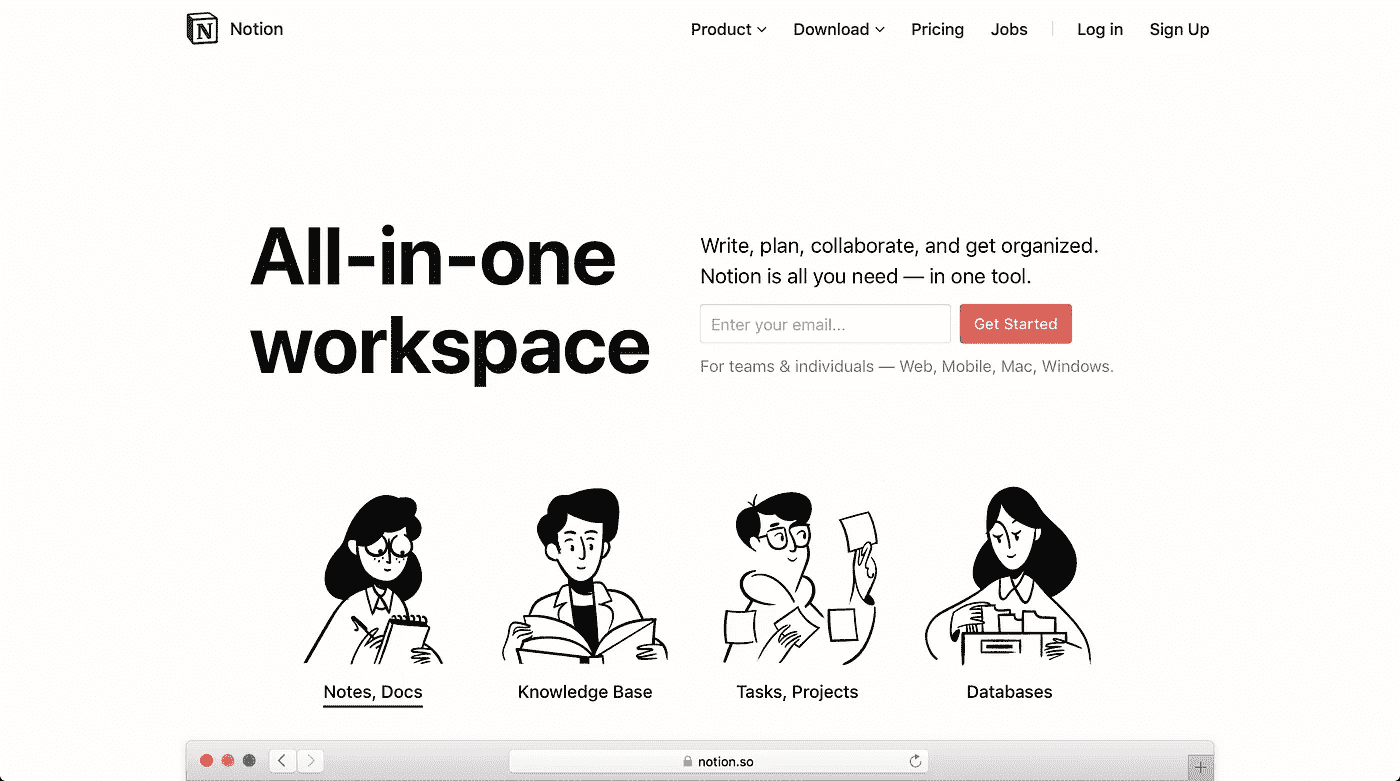 N Notion
Product Download Pricing Jobs Log in Sign Up
All-in-one
workspace
Write, plan, collaborate, and get organized.
Notion is all you need — in one tool.
Enter your email... Get Started
For teams & individuals — Web, Mobile, Mac, Windows.
Notes, Docs Knowledge Base Tasks, Projects Databases
notion.so